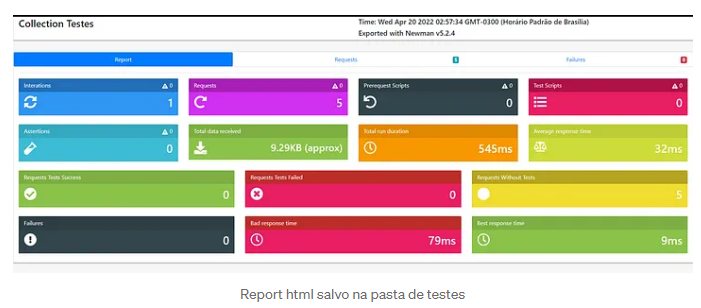 Collection Testes
Time: Wed Apr 20 2022 02:57:34 GMT-0300 (Horário Padrão de Brasília)
Exported with Newman v5.2.4
Report Requests 5 Failures 0
Interations 0 Requests 0 Prerequest Scripts 0 Test Scripts 0
1 5 0 0
Assertions 0 Total data received Total run duration Average response time
0 9.29KB (approx) 545ms 32ms
Requests Tests Success Requests Tests Failed Requests Without Tests
0 0 5
Failures Bad response time Best response time
0 79ms 9ms
Report html salvo na pasta de testes